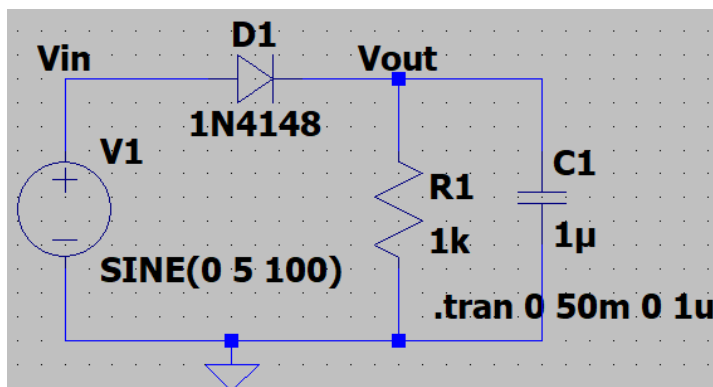 D1
Vin
Vout
1N4148
V1
C1
R1
1k
1µ
SINE(0 5 100)
.tran 0 50m 0 1u